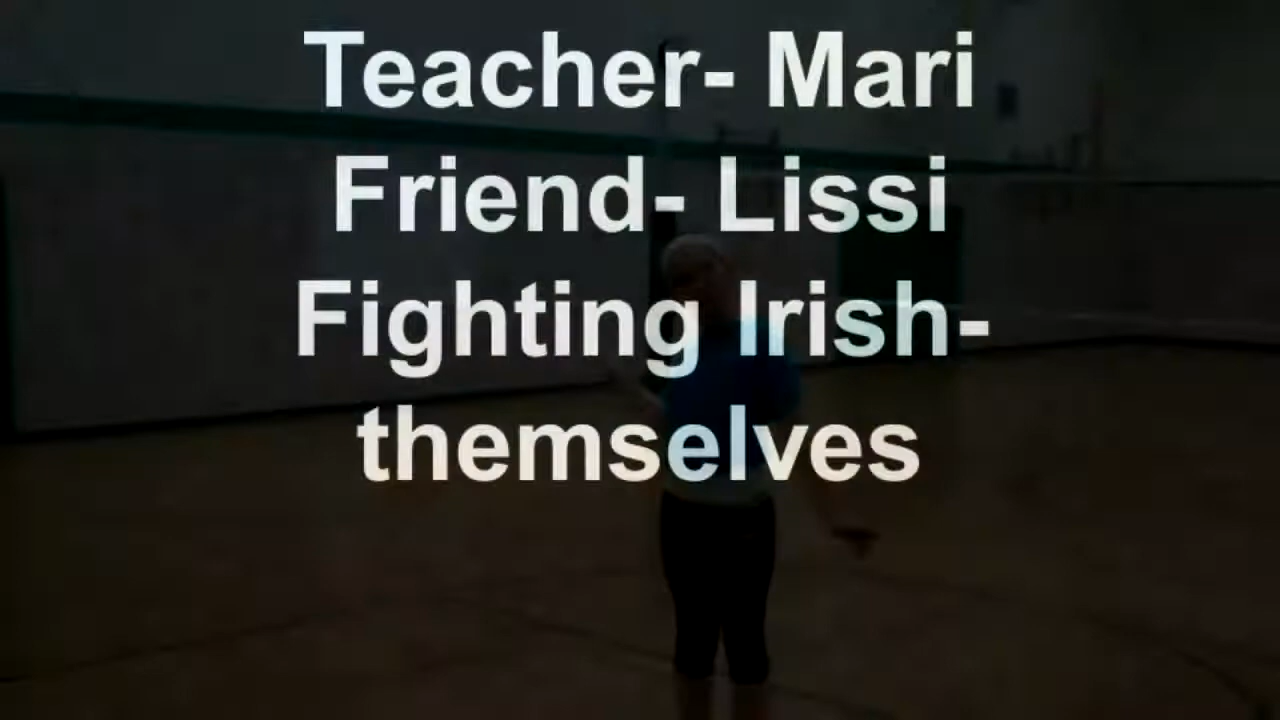 Teacher- Mari
Friend- Lissi
Fighting Irish-
themselves